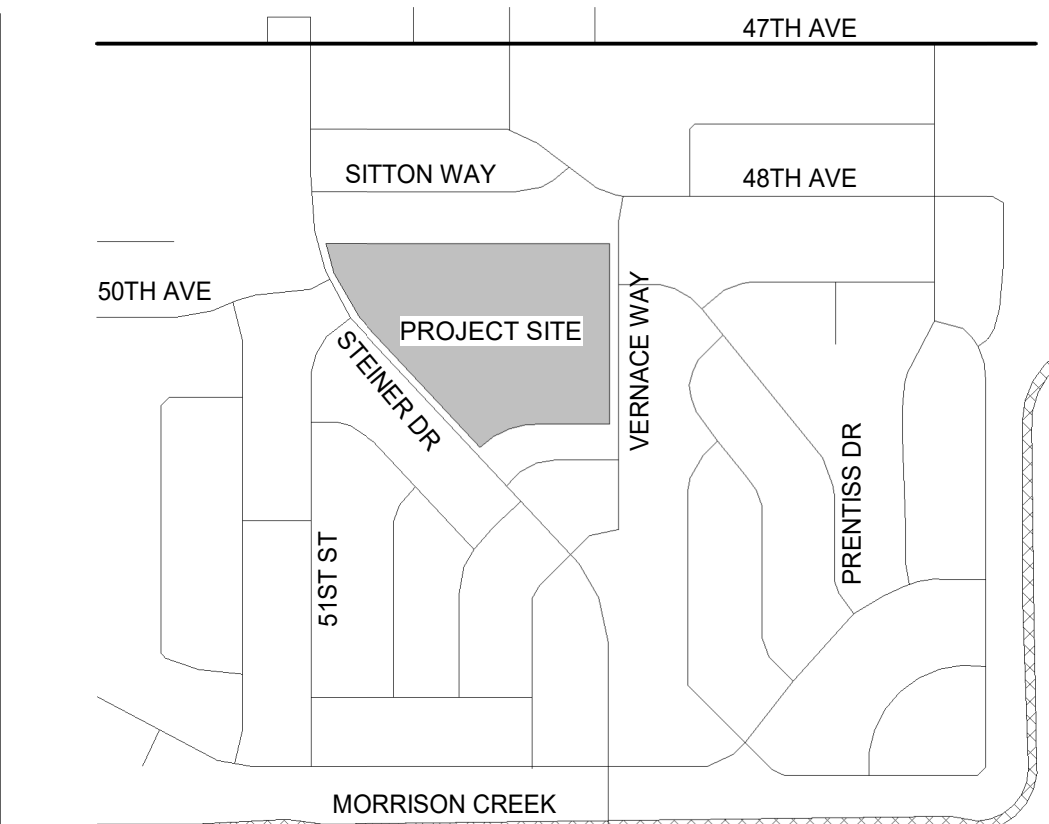 47TH AVE
SITTON WAY
48TH AVE
50TH AVE
PROJECT SITE
STEINER DR
VERNACE WAY
PRENTISS DR
51ST ST
MORRISON CREEK